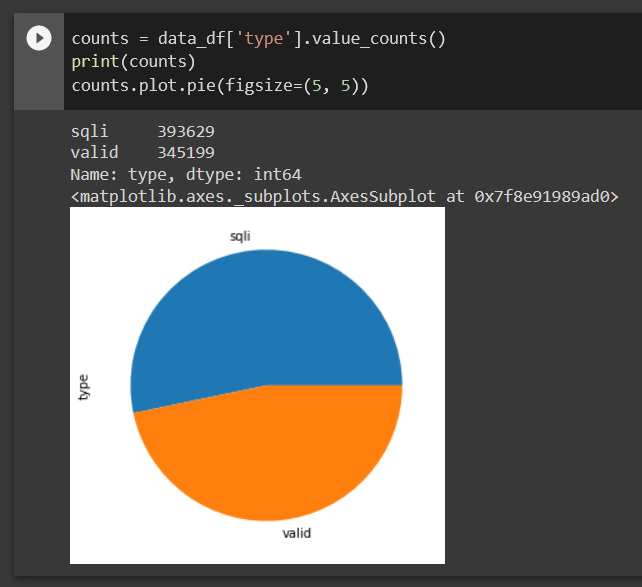 counts = data_df['type'].value_counts()
print(counts)
counts.plot.pie(figsize=(5, 5))
sqli     393629
valid    345199
Name: type, dtype: int64
<matplotlib.axes._subplots.AxesSubplot at 0x7f8e91989ad0>
sqli
type
valid